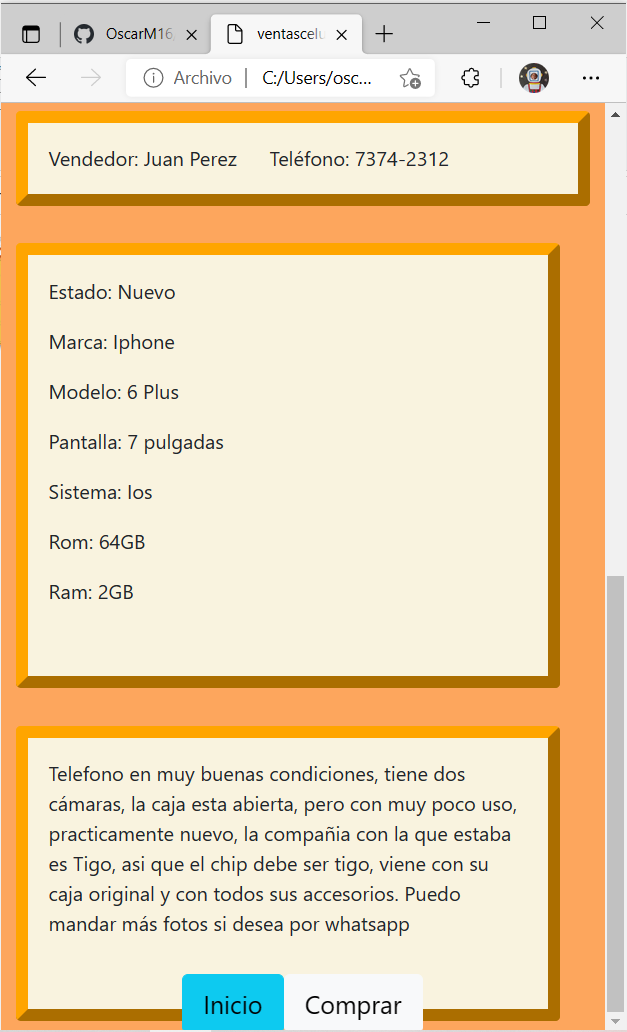 OscarM16
ventascelu
Archivo | C:/Users/osc...
Vendedor: Juan Perez Teléfono: 7374-2312
Estado: Nuevo
Marca: Iphone
Modelo: 6 Plus
Pantalla: 7 pulgadas
Sistema: Ios
Rom: 64GB
Ram: 2GB
Telefono en muy buenas condiciones, tiene dos
cámaras, la caja esta abierta, pero con muy poco uso,
practicamente nuevo, la compañia con la que estaba
es Tigo, asi que el chip debe ser tigo, viene con su
caja original y con todos sus accesorios. Puedo
mandar más fotos si desea por whatsapp
Inicio Comprar